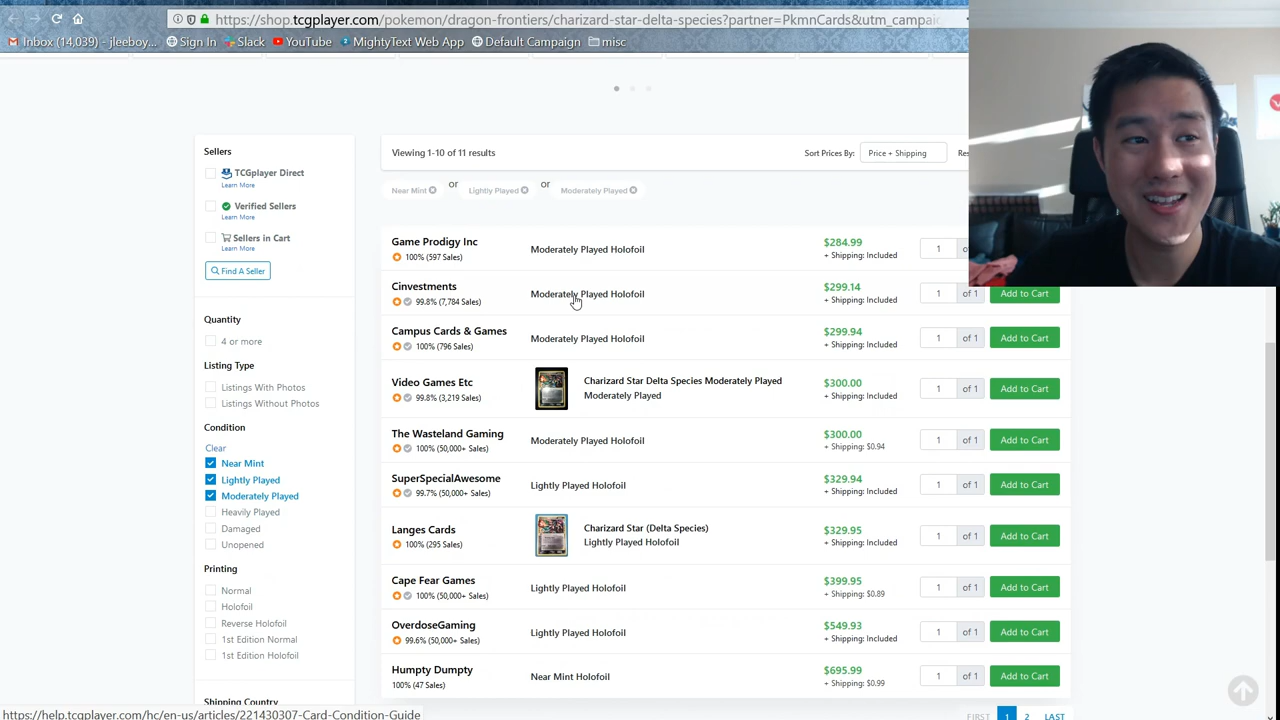 https://shop.tcgplayer.com/pokemon/dragon-frontiers/charizard-star-delta-species?partner=PkmnCards&utm_campai
Inbox (14,039) — jleeboy… Sign In Slack YouTube MightyText Web App Default Campaign misc
Sellers
TCGplayer Direct
Learn More
Verified Sellers
Learn More
Sellers in Cart
Learn More
Find A Seller
Quantity
4 or more
Listing Type
Listings With Photos
Listings Without Photos
Condition
Clear
Near Mint
Lightly Played
Moderately Played
Heavily Played
Damaged
Unopened
Printing
Normal
Holofoil
Reverse Holofoil
1st Edition Normal
1st Edition Holofoil
Shipping Country
Viewing 1-10 of 11 results
Sort Prices By: Price + Shipping Res
Near Mint or Lightly Played or Moderately Played
Game Prodigy Inc
100% (597 Sales)
Moderately Played Holofoil
$284.99
+ Shipping: Included
1 of
Cinvestments
99.8% (7,784 Sales)
Moderately Played Holofoil
$299.14
+ Shipping: Included
1 of 1 Add to Cart
Campus Cards & Games
100% (796 Sales)
Moderately Played Holofoil
$299.94
+ Shipping: Included
1 of 1 Add to Cart
Video Games Etc
99.8% (3,219 Sales)
Charizard Star Delta Species Moderately Played
Moderately Played
$300.00
+ Shipping: Included
1 of 1 Add to Cart
The Wasteland Gaming
100% (50,000+ Sales)
Moderately Played Holofoil
$300.00
+ Shipping: $0.94
1 of 1 Add to Cart
SuperSpecialAwesome
99.7% (50,000+ Sales)
Lightly Played Holofoil
$329.94
+ Shipping: Included
1 of 1 Add to Cart
Langes Cards
100% (295 Sales)
Charizard Star (Delta Species)
Lightly Played Holofoil
$329.95
+ Shipping: Included
1 of 1 Add to Cart
Cape Fear Games
100% (50,000+ Sales)
Lightly Played Holofoil
$399.95
+ Shipping: $0.89
1 of 1 Add to Cart
OverdoseGaming
99.6% (50,000+ Sales)
Lightly Played Holofoil
$549.93
+ Shipping: Included
1 of 1 Add to Cart
Humpty Dumpty
100% (47 Sales)
Near Mint Holofoil
$695.99
+ Shipping: $0.99
1 of 1 Add to Cart
FIRST 1 2 LAST
https://help.tcgplayer.com/hc/en-us/articles/221430307-Card-Condition-Guide